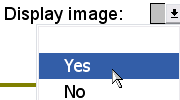 Display image:
Yes
No